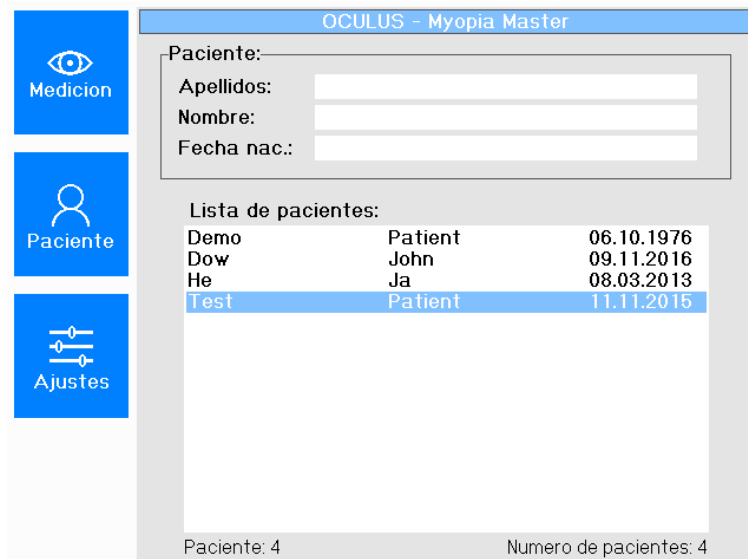 OCULUS - Myopia Master
Medicion
Paciente
Ajustes
Paciente:
Apellidos:
Nombre:
Fecha nac.:
Lista de pacientes:
Demo Patient 06.10.1976
Dow John 09.11.2016
He Ja 08.03.2013
Test Patient 11.11.2015
Paciente: 4 Numero de pacientes: 4